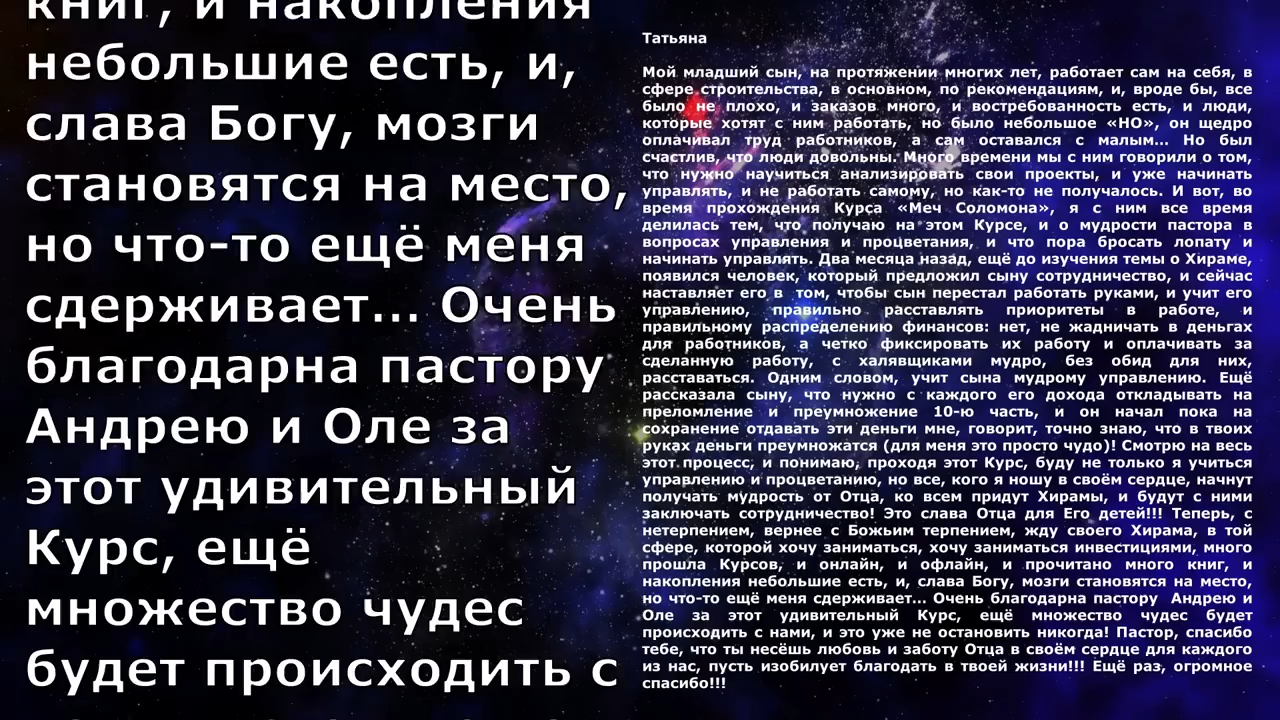 книг, и накопления
небольшие есть, и,
слава Богу, мозги
становятся на место,
но что-то ещё меня
сдерживает... Очень
благодарна пастору
Андрею и Оле за
этот удивительный
Курс, ещё
множество чудес
будет происходить с
Татьяна
Мой младший сын, на протяжении многих лет, работает сам на себя, в
сфере строительства, в основном, по рекомендациям, и, вроде бы, все
было не плохо, и заказов много, и востребованность есть, и люди,
которые хотят с ним работать, но было небольшое «НО», он щедро
оплачивал труд работников, а сам оставался с малым... Но был
счастлив, что люди довольны. Много времени мы с ним говорили о том,
что нужно научиться анализировать свои проекты, и уже начинать
управлять, и не работать самому, но как-то не получалось. И вот, во
время прохождения Курса «Меч Соломона», я с ним все время
делилась тем, что получаю на этом Курсе, и о мудрости пастора в
вопросах управления и процветания, и что пора бросать лопату и
начинать управлять. Два месяца назад, ещё до изучения темы о Хираме,
появился человек, который предложил сыну сотрудничество, и сейчас
наставляет его в том, чтобы сын перестал работать руками, и учит его
управлению, правильно расставлять приоритеты в работе, и
правильному распределению финансов: нет, не жадничать в деньгах
для работников, а четко фиксировать их работу и оплачивать за
сделанную работу, с халявщиками мудро, без обид для них,
расставаться. Одним словом, учит сына мудрому управлению. Ещё
рассказала сыну, что нужно с каждого его дохода откладывать на
преломление и преумножение 10-ю часть, и он начал пока на
сохранение отдавать эти деньги мне, говорит, точно знаю, что в твоих
руках деньги преумножатся (для меня это просто чудо)! Смотрю на весь
этот процесс, и понимаю, проходя этот Курс, буду не только я учиться
управлению и процветанию, но все, кого я ношу в своём сердце, начнут
получать мудрость от Отца, ко всем придут Хирамы, и будут с ними
заключать сотрудничество! Это слава Отца для Его детей!!! Теперь, с
нетерпением, вернее с Божьим терпением, жду своего Хирама, в той
сфере, которой хочу заниматься, хочу заниматься инвестициями, много
прошла Курсов, и онлайн, и офлайн, и прочитано много книг, и
накопления небольшие есть, и, слава Богу, мозги становятся на место,
но что-то ещё меня сдерживает... Очень благодарна пастору Андрею и
Оле за этот удивительный Курс, ещё множество чудес будет
происходить с нами, и это уже не остановить никогда! Пастор, спасибо
тебе, что ты несёшь любовь и заботу Отца в своём сердце для каждого
из нас, пусть изобилует благодать в твоей жизни!!! Ещё раз, огромное
спасибо!!!